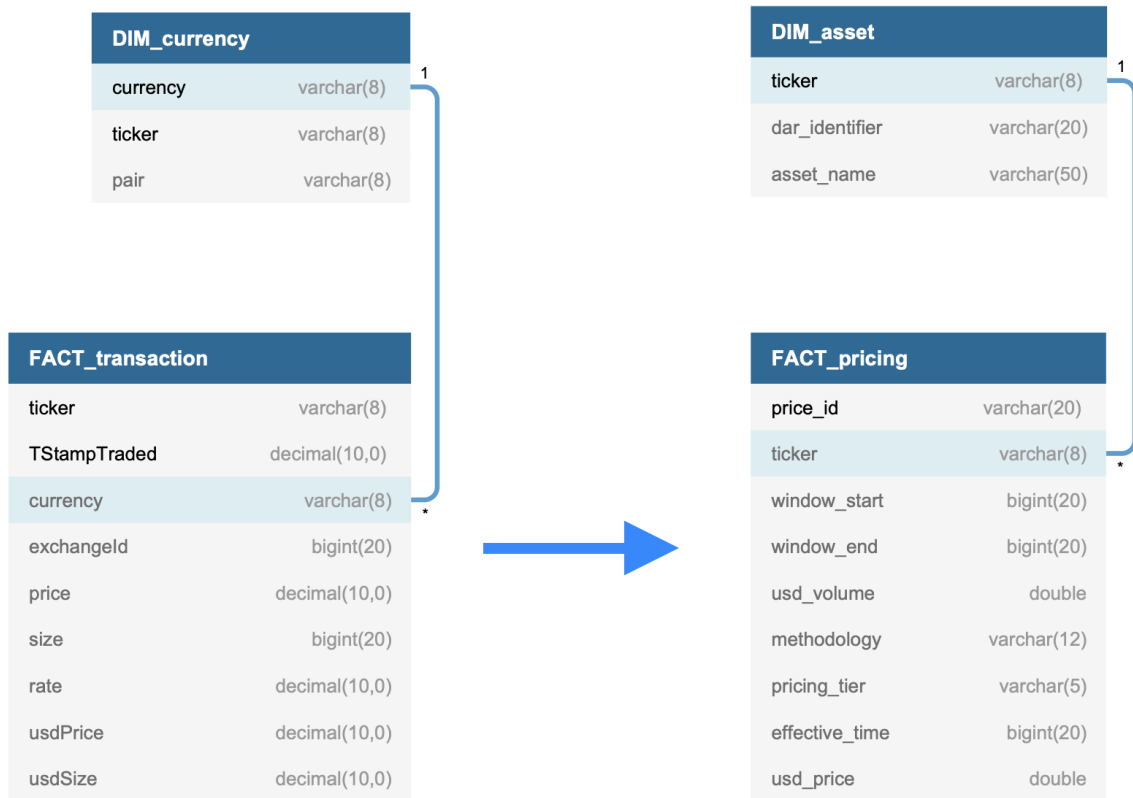 DIM_currency
currency varchar(8)
ticker varchar(8)
pair varchar(8)
1
FACT_transaction
ticker varchar(8)
TStampTraded decimal(10,0)
currency varchar(8)
*
exchangeId bigint(20)
price decimal(10,0)
size bigint(20)
rate decimal(10,0)
usdPrice decimal(10,0)
usdSize decimal(10,0)
DIM_asset
1
ticker varchar(8)
dar_identifier varchar(20)
asset_name varchar(50)
FACT_pricing
price_id varchar(20)
ticker varchar(8)
*
window_start bigint(20)
window_end bigint(20)
usd_volume double
methodology varchar(12)
pricing_tier varchar(5)
effective_time bigint(20)
usd_price double